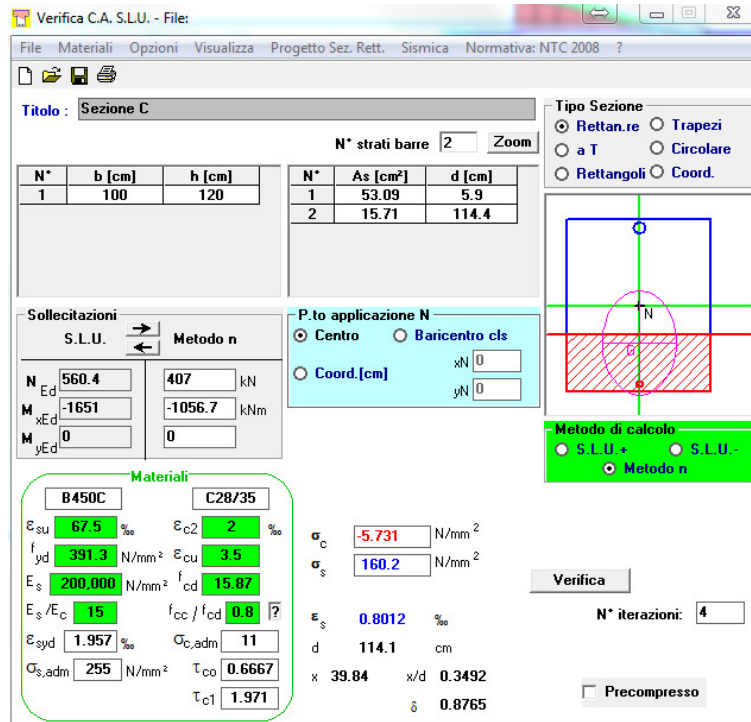 Verifica C.A. S.L.U. - File:
File Materiali Opzioni Visualizza Progetto Sez. Rett. Sismica Normativa: NTC 2008 ?
Titolo : Sezione C
N° strati barre 2 Zoom
N° b [cm] h [cm]
1 100 120
N° As [cm²] d [cm]
1 53.09 5.9
2 15.71 114.4
Tipo Sezione
Rettan.re Trapezi
a T Circolare
Rettangoli Coord.
N
G
Sollecitazioni
S.L.U. Metodo n
N Ed 560.4 407 kN
M xEd -1651 -1056.7 kNm
M yEd 0 0
P.to applicazione N
Centro Baricentro cls
Coord.[cm] xN 0
yN 0
Metodo di calcolo
S.L.U.+ S.L.U.-
Metodo n
Materiali
B450C C28/35
εsu 67.5 ‰ εc2 2 ‰
fyd 391.3 N/mm² εcu 3.5
Es 200,000 N/mm² fcd 15.87
Es/Ec 15 fcc / fcd 0.8 ?
εsyd 1.957 ‰ σc,adm 11
σs,adm 255 N/mm² τco 0.6667
τc1 1.971
σc -5.731 N/mm²
σs 160.2 N/mm²
εs 0.8012 ‰
d 114.1 cm
x 39.84 x/d 0.3492
δ 0.8765
Verifica
N° iterazioni: 4
Precompresso